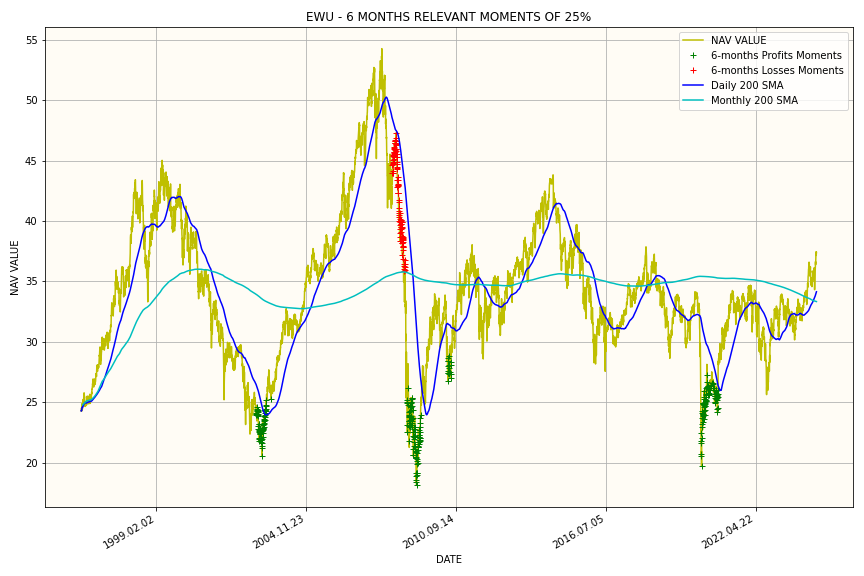 EWU - 6 MONTHS RELEVANT MOMENTS OF 25%
NAV VALUE
6-months Profits Moments
6-months Losses Moments
Daily 200 SMA
Monthly 200 SMA
NAV VALUE
55
50
45
40
35
30
25
20
1999.02.02
2004.11.23
2010.09.14
2016.07.05
2022.04.22
DATE